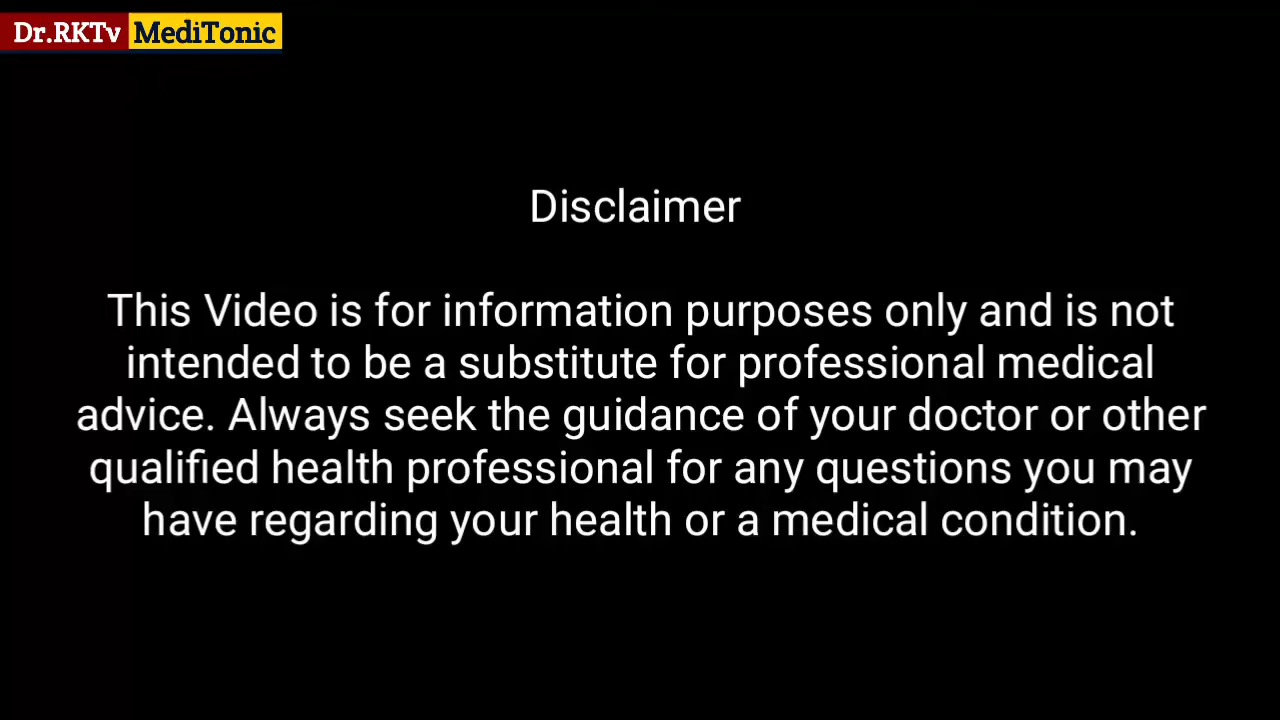 Dr.RKTv MediTonic
Disclaimer
This Video is for information purposes only and is not
intended to be a substitute for professional medical
advice. Always seek the guidance of your doctor or other
qualified health professional for any questions you may
have regarding your health or a medical condition.